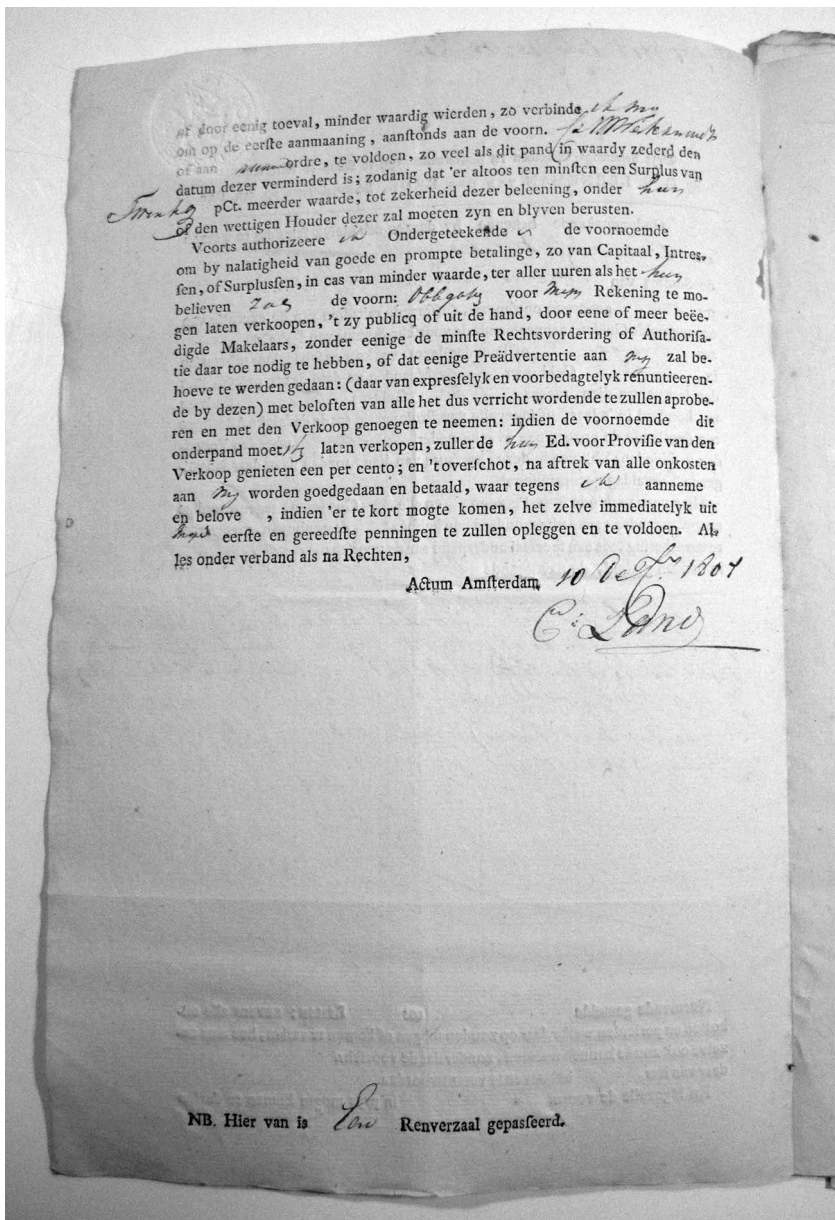 of door eenig toeval, minder waardig wierden, zo verbinde ik my
om op de eerſte aanmaaning, aanſtonds aan de voorn.
of aan ordre, te voldoen, zo veel als dit pand in waardy zederd den
datum dezer verminderd is; zodanig dat 'er altoos ten minſten een Surplus van
Twintig pCt. meerder waarde, tot zekerheid dezer beleening, onder hun
of den wettigen Houder dezer zal moeten zyn en blyven berusten.
Voorts authorizeere ik Ondergeteekende de voornoemde
om by nalatigheid van goede en prompte betalinge, zo van Capitaal, Intres-
ſen, of Surplusſen, in cas van minder waarde, ter aller uuren als het hun
believen zal de voorn: Obligatie voor Mijn Rekening te mo-
gen laten verkoopen, 't zy publicq of uit de hand, door eene of meer beëe-
digde Makelaars, zonder eenige de minſte Rechtsvordering of Authoriſa-
tie daar toe nodig te hebben, of dat eenige Preädvertentie aan my zal be-
hoeve te werden gedaan: (daar van expresſelyk en voorbedagtelyk renuntieeren-
de by dezen) met beloften van alle het dus verricht wordende te zullen aprobe-
ren en met den Verkoop genoegen te neemen: indien de voornoemde dit
onderpand moet laten verkopen, zuller de hun Ed. voor Proviſie van den
Verkoop genieten een per cento; en 't overſchot, na aftrek van alle onkosten
aan My worden goedgedaan en betaald, waar tegens ik aanneme
en belove , indien 'er te kort mogte komen, het zelve immediatelyk uit
Mijne eerſte en gereedſte penningen te zullen opleggen en te voldoen. Al-
les onder verband als na Rechten,
Actum Amſterdam 10 1807
NB. Hier van is Een Renverzaal gepasſeerd.